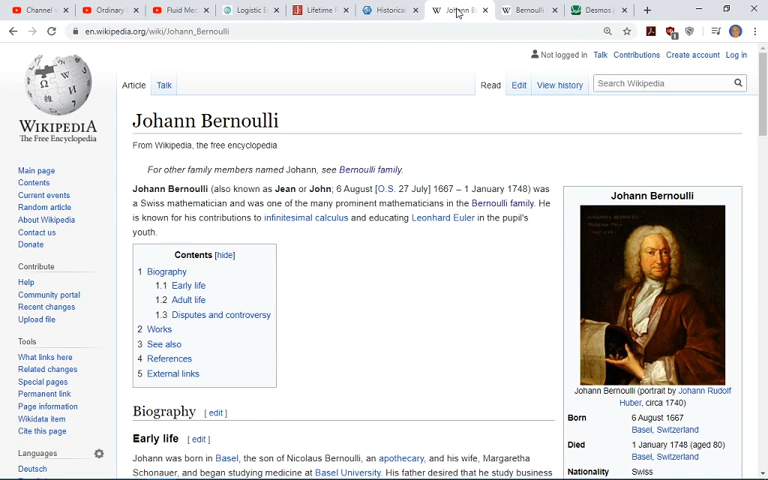 Channel
Ordinary
Fluid Me
Logistic E
Lifetime F
Historica
Johann B
Bernoulli
Desmos |
en.wikipedia.org/wiki/Johann_Bernoulli
Not logged in Talk Contributions Create account Log in
Article Talk Read Edit View history Search Wikipedia
WIKIPEDIA
The Free Encyclopedia
Main page
Contents
Current events
Random article
About Wikipedia
Contact us
Donate
Contribute
Help
Community portal
Recent changes
Upload file
Tools
What links here
Related changes
Special pages
Permanent link
Page information
Wikidata item
Cite this page
Languages
Deutsch
Johann Bernoulli
From Wikipedia, the free encyclopedia
For other family members named Johann, see Bernoulli family.
Johann Bernoulli (also known as Jean or John; 6 August [O.S. 27 July] 1667 – 1 January 1748) was
a Swiss mathematician and was one of the many prominent mathematicians in the Bernoulli family. He
is known for his contributions to infinitesimal calculus and educating Leonhard Euler in the pupil's
youth.
Contents [hide]
1 Biography
1.1 Early life
1.2 Adult life
1.3 Disputes and controversy
2 Works
3 See also
4 References
5 External links
Biography [ edit ]
Early life [ edit ]
Johann was born in Basel, the son of Nicolaus Bernoulli, an apothecary, and his wife, Margaretha
Schonauer, and began studying medicine at Basel University. His father desired that he study business
Johann Bernoulli
Johann Bernoulli (portrait by Johann Rudolf
Huber, circa 1740)
Born 6 August 1667
Basel, Switzerland
Died 1 January 1748 (aged 80)
Basel, Switzerland
Nationality Swiss